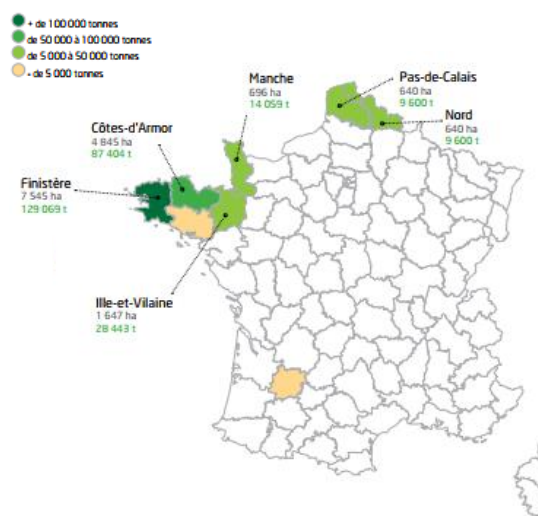 + de 100 000 tonnes
de 50 000 à 100 000 tonnes
de 5 000 à 50 000 tonnes
- de 5 000 tonnes
Manche
696 ha
14 059 t
Pas-de-Calais
640 ha
9 600 t
Nord
640 ha
9 600 t
Côtes-d'Armor
4 845 ha
87 404 t
Finistère
7 545 ha
129 069 t
Ille-et-Vilaine
1 647 ha
28 443 t